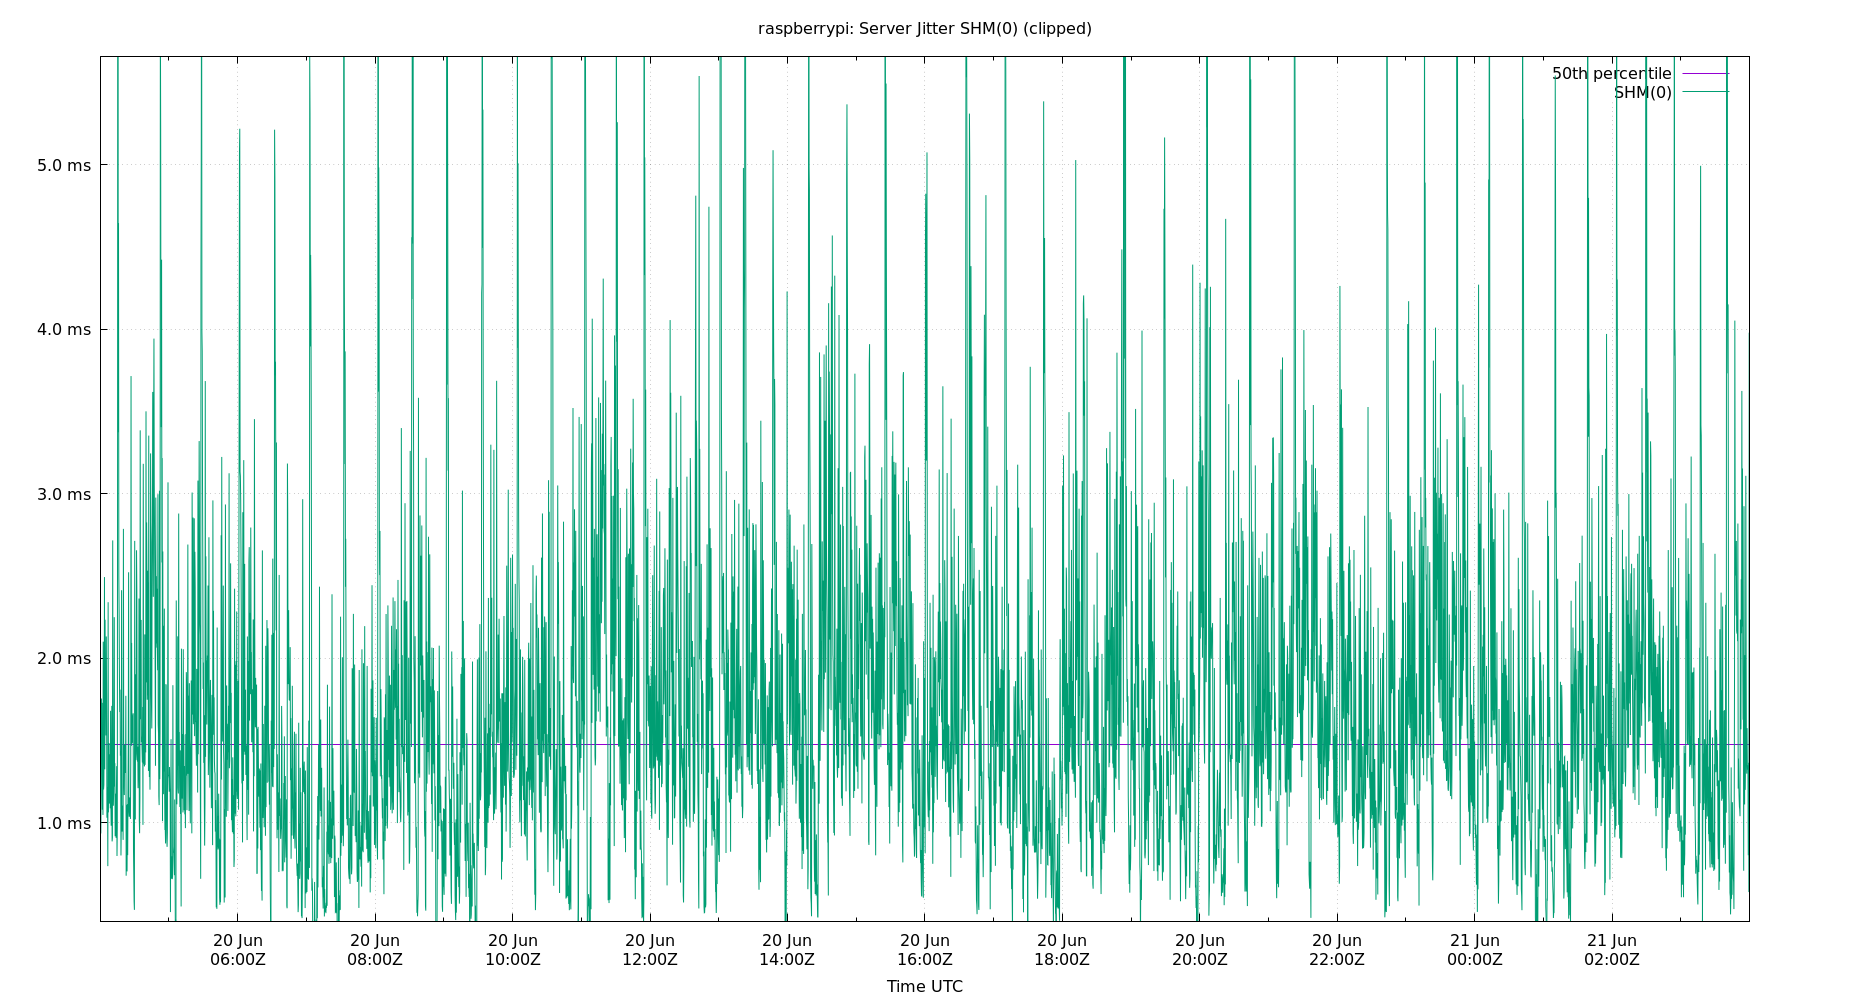 raspberrypi: Server Jitter SHM(0) (clipped)
50th percentile
SHM(0)
5.0 ms
4.0 ms
3.0 ms
2.0 ms
1.0 ms
20 Jun 20 Jun 20 Jun 20 Jun 20 Jun 20 Jun 20 Jun 20 Jun 20 Jun 21 Jun 21 Jun
06:00Z 08:00Z 10:00Z 12:00Z 14:00Z 16:00Z 18:00Z 20:00Z 22:00Z 00:00Z 02:00Z
Time UTC